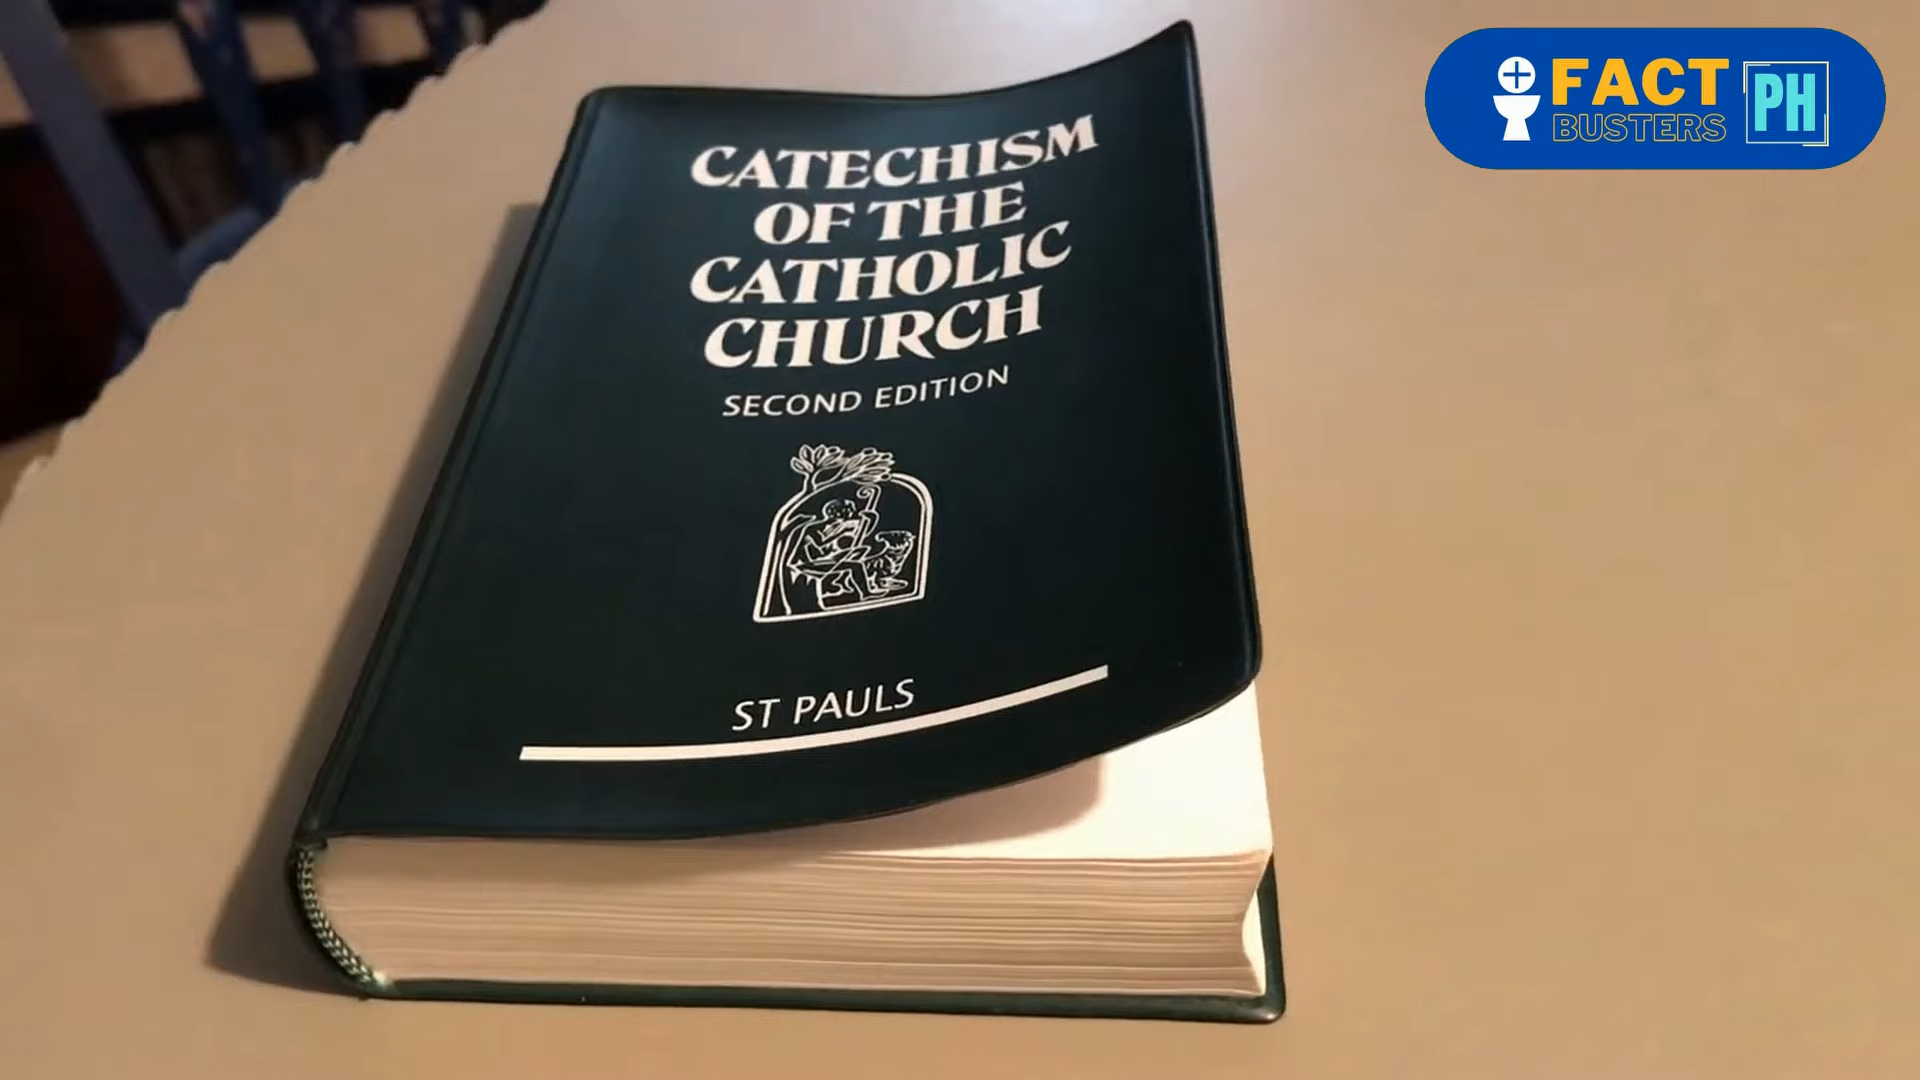 CATECHISM
OF THE
CATHOLIC
CHURCH
SECOND EDITION
ST PAULS
FACT
BUSTERS
PH